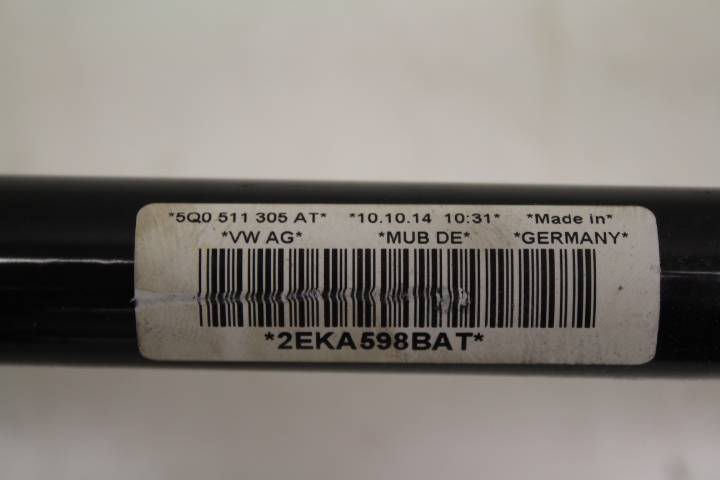 *5Q0 511 305 AT* *10.10.14 10:31* *Made in*
*VW AG* *MUB DE* *GERMANY*
*2EKA598BAT*